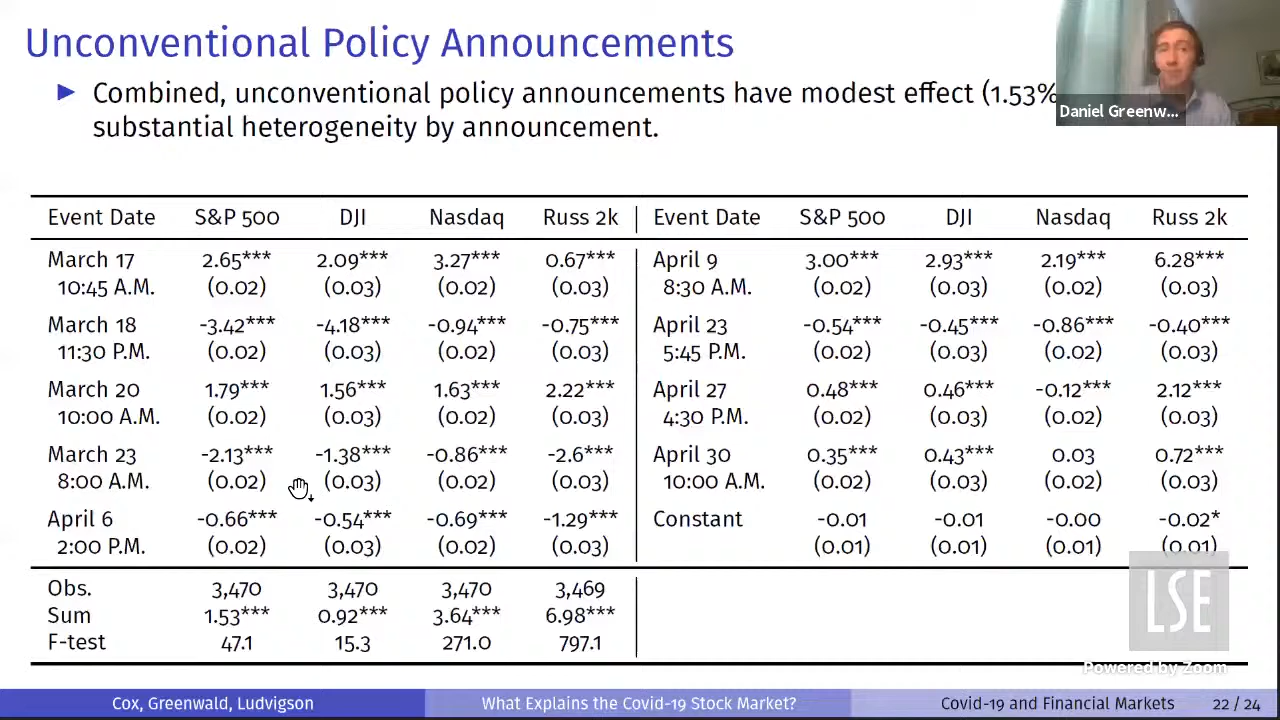 Unconventional Policy Announcements
▶ Combined, unconventional policy announcements have modest effect (1.53%
substantial heterogeneity by announcement.
Daniel Greenw...
Event Date S&P 500 DJI Nasdaq Russ 2k Event Date S&P 500 DJI Nasdaq Russ 2k
March 17 2.65*** 2.09*** 3.27*** 0.67*** April 9 3.00*** 2.93*** 2.19*** 6.28***
10:45 A.M. (0.02) (0.03) (0.02) (0.03) 8:30 A.M. (0.02) (0.03) (0.02) (0.03)
March 18 -3.42*** -4.18*** -0.94*** -0.75*** April 23 -0.54*** -0.45*** -0.86*** -0.40***
11:30 P.M. (0.02) (0.03) (0.02) (0.03) 5:45 P.M. (0.02) (0.03) (0.02) (0.03)
March 20 1.79*** 1.56*** 1.63*** 2.22*** April 27 0.48*** 0.46*** -0.12*** 2.12***
10:00 A.M. (0.02) (0.03) (0.02) (0.03) 4:30 P.M. (0.02) (0.03) (0.02) (0.03)
March 23 -2.13*** -1.38*** -0.86*** -2.6*** April 30 0.35*** 0.43*** 0.03 0.72***
8:00 A.M. (0.02) (0.03) (0.02) (0.03) 10:00 A.M. (0.02) (0.03) (0.02) (0.03)
April 6 -0.66*** -0.54*** -0.69*** -1.29*** Constant -0.01 -0.01 -0.00 -0.02*
2:00 P.M. (0.02) (0.03) (0.02) (0.03) (0.01) (0.01) (0.01) (0.01)
Obs. 3,470 3,470 3,470 3,469
Sum 1.53*** 0.92*** 3.64*** 6.98***
F-test 47.1 15.3 271.0 797.1
LSE
Powered by Zoom
Cox, Greenwald, Ludvigson What Explains the Covid-19 Stock Market? Covid-19 and Financial Markets 22 / 24